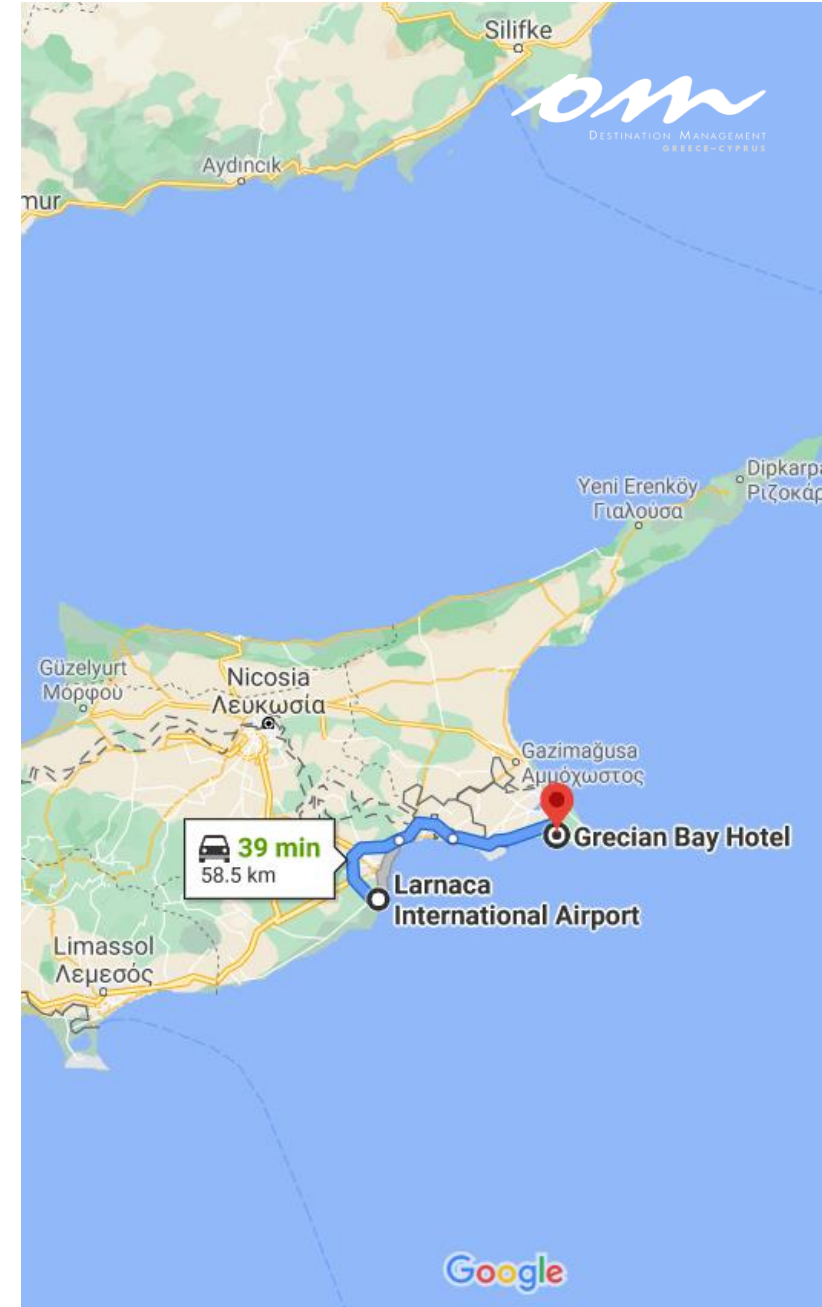 Silifke
om
DESTINATION MANAGEMENT
GREECE–CYPRUS
Aydıncık
mur
Dipkarpa
Ριζοκάρ
Yeni Erenköy
Γιαλούσα
Güzelyurt
Μόρφου
Nicosia
Λευκωσία
Gazimağusa
Αμμόχωστος
39 min
58.5 km
Grecian Bay Hotel
Larnaca
International Airport
Limassol
Λεμεσός
Google